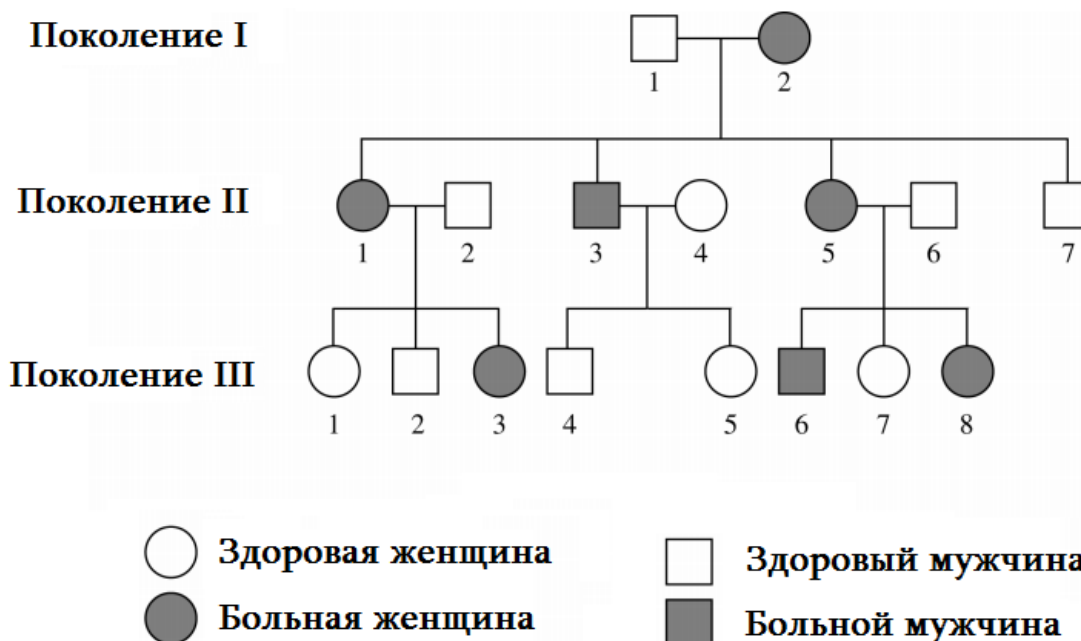 Поколение I
1 2
Поколение II
1 2 3 4 5 6 7
Поколение III
1 2 3 4 5 6 7 8
Здоровая женщина Здоровый мужчина
Больная женщина Больной мужчина